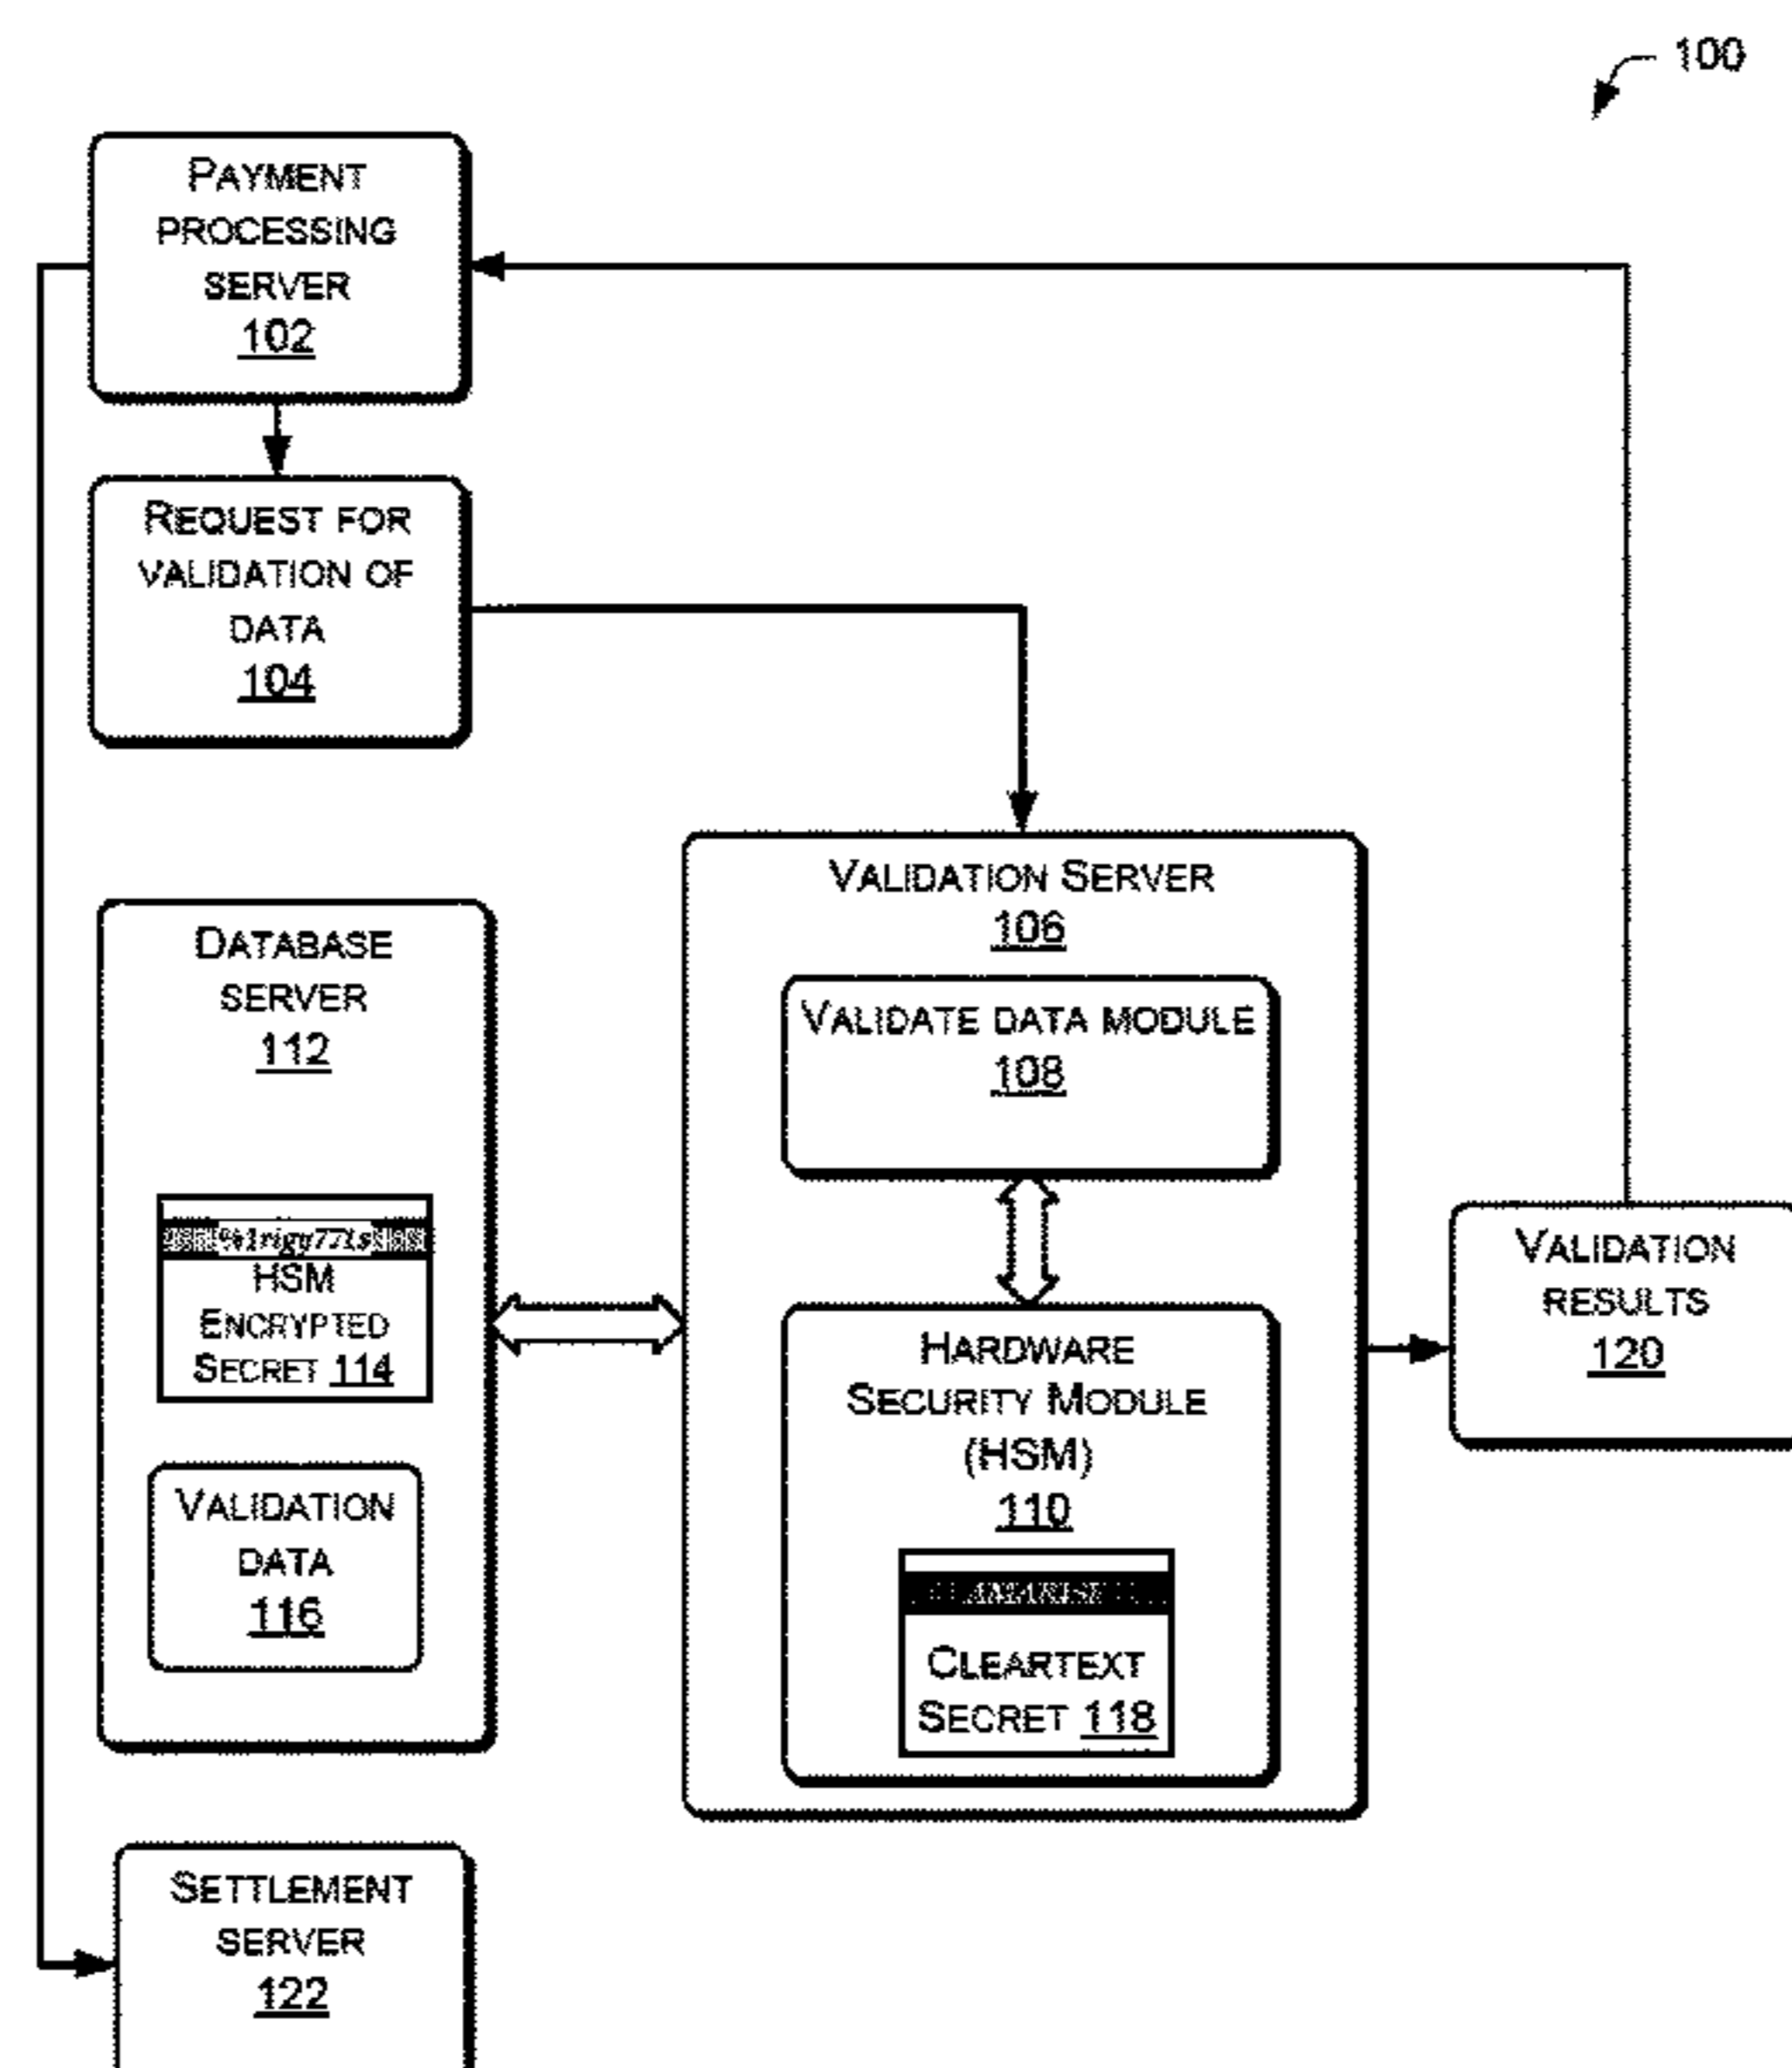 100
PAYMENT
PROCESSING
SERVER
102
REQUEST FOR
VALIDATION OF
DATA
104
VALIDATION SERVER
106
VALIDATE DATA MODULE
108
DATABASE
SERVER
112
HSM
ENCRYPTED
SECRET 114
VALIDATION
DATA
116
HARDWARE
SECURITY MODULE
(HSM)
110
CLEARTEXT
SECRET 118
VALIDATION
RESULTS
120
SETTLEMENT
SERVER
122